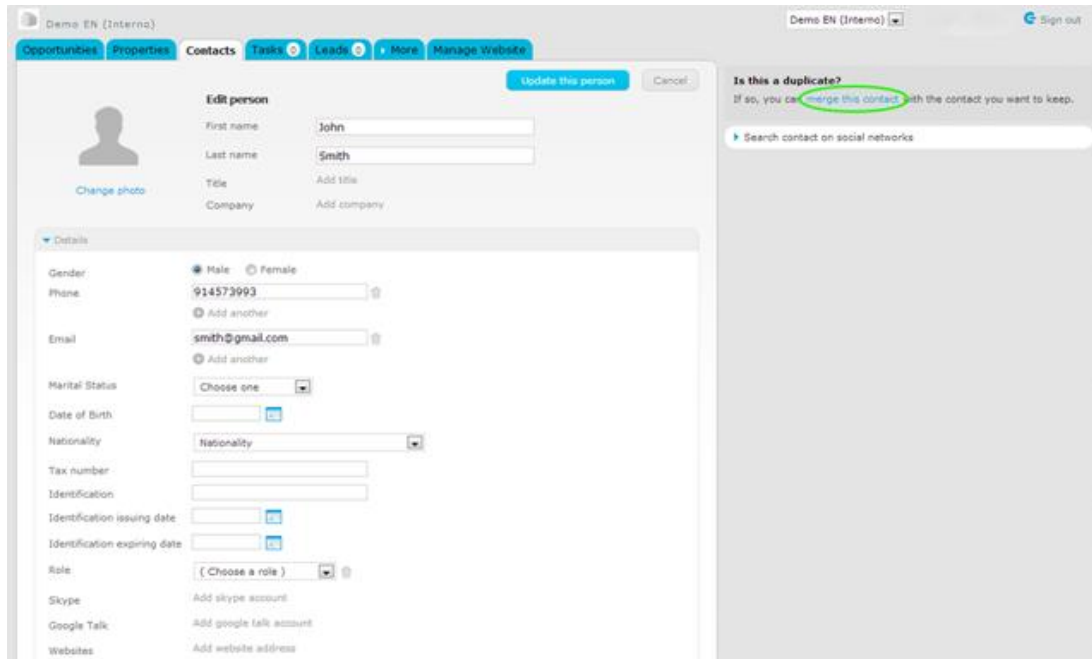 Demo EN (Interno)
Demo EN (Interno)
Sign out
Opportunities Properties Contacts Tasks 0 Leads 0 More Manage Website
Update this person Cancel
Edit person
First name John
Last name Smith
Title Add title
Company Add company
Change photo
Is this a duplicate?
If so, you can merge this contact with the contact you want to keep.
Search contact on social networks
Details
Gender Male Female
Phone 914573993
Add another
Email smith@gmail.com
Add another
Marital Status Choose one
Date of Birth
Nationality Nationality
Tax number
Identification
Identification issuing date
Identification expiring date
Role ( Choose a role )
Skype Add skype account
Google Talk Add google talk account
Websites Add website address